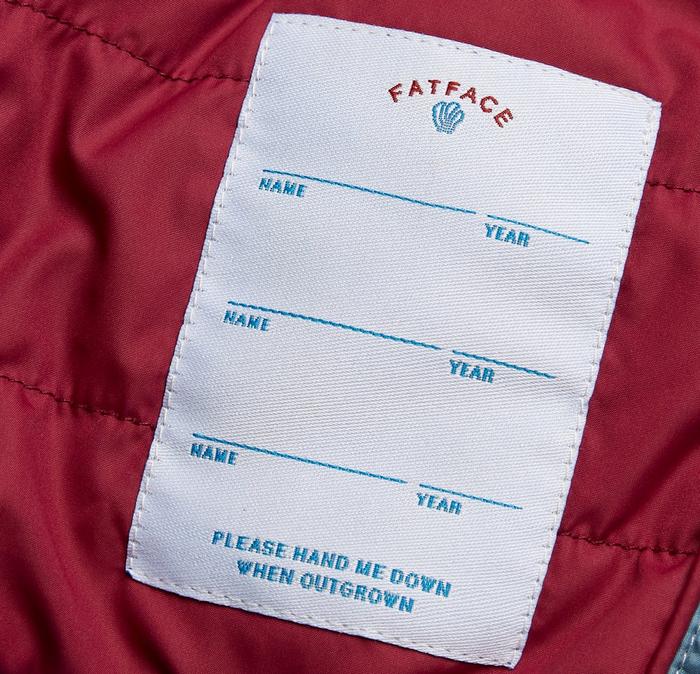 FATFACE
NAME YEAR
NAME YEAR
NAME YEAR
PLEASE HAND ME DOWN
WHEN OUTGROWN